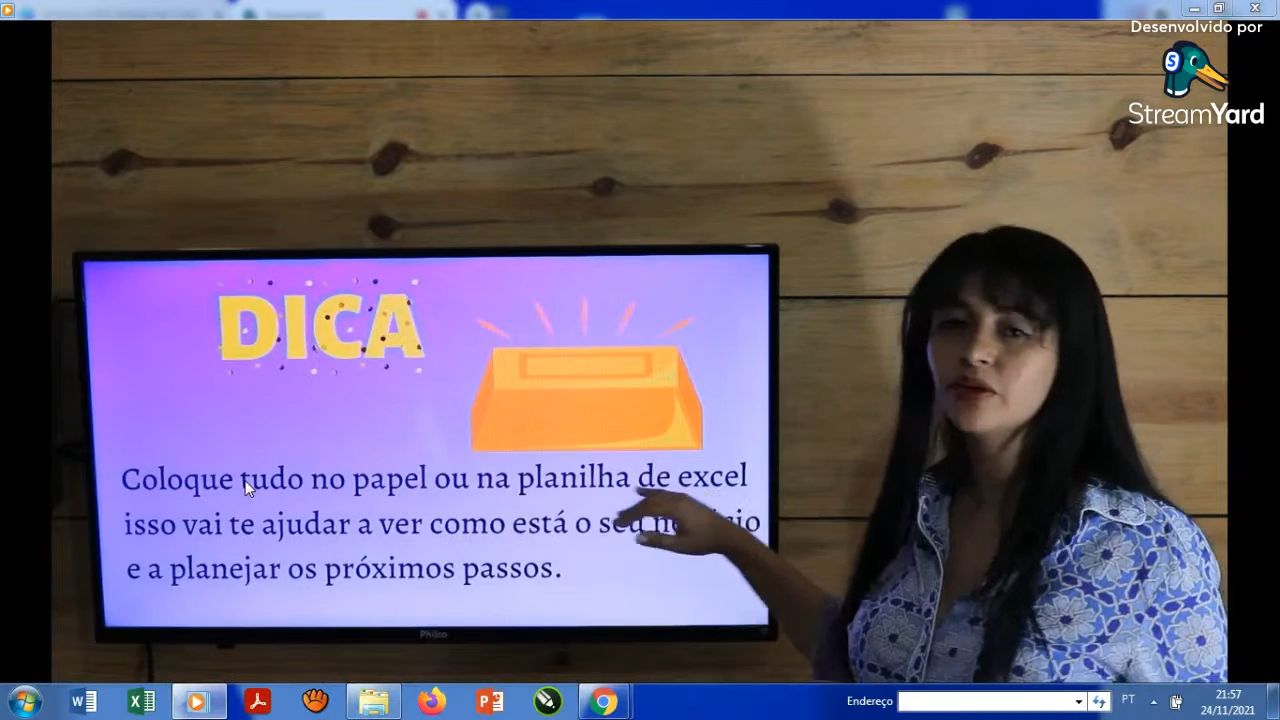 Desenvolvido por
StreamYard
DICA
Coloque tudo no papel ou na planilha de excel
isso vai te ajudar a ver como está o seu
e a planejar os próximos passos.
Philco
Endereço
PT
21:57
24/11/2021